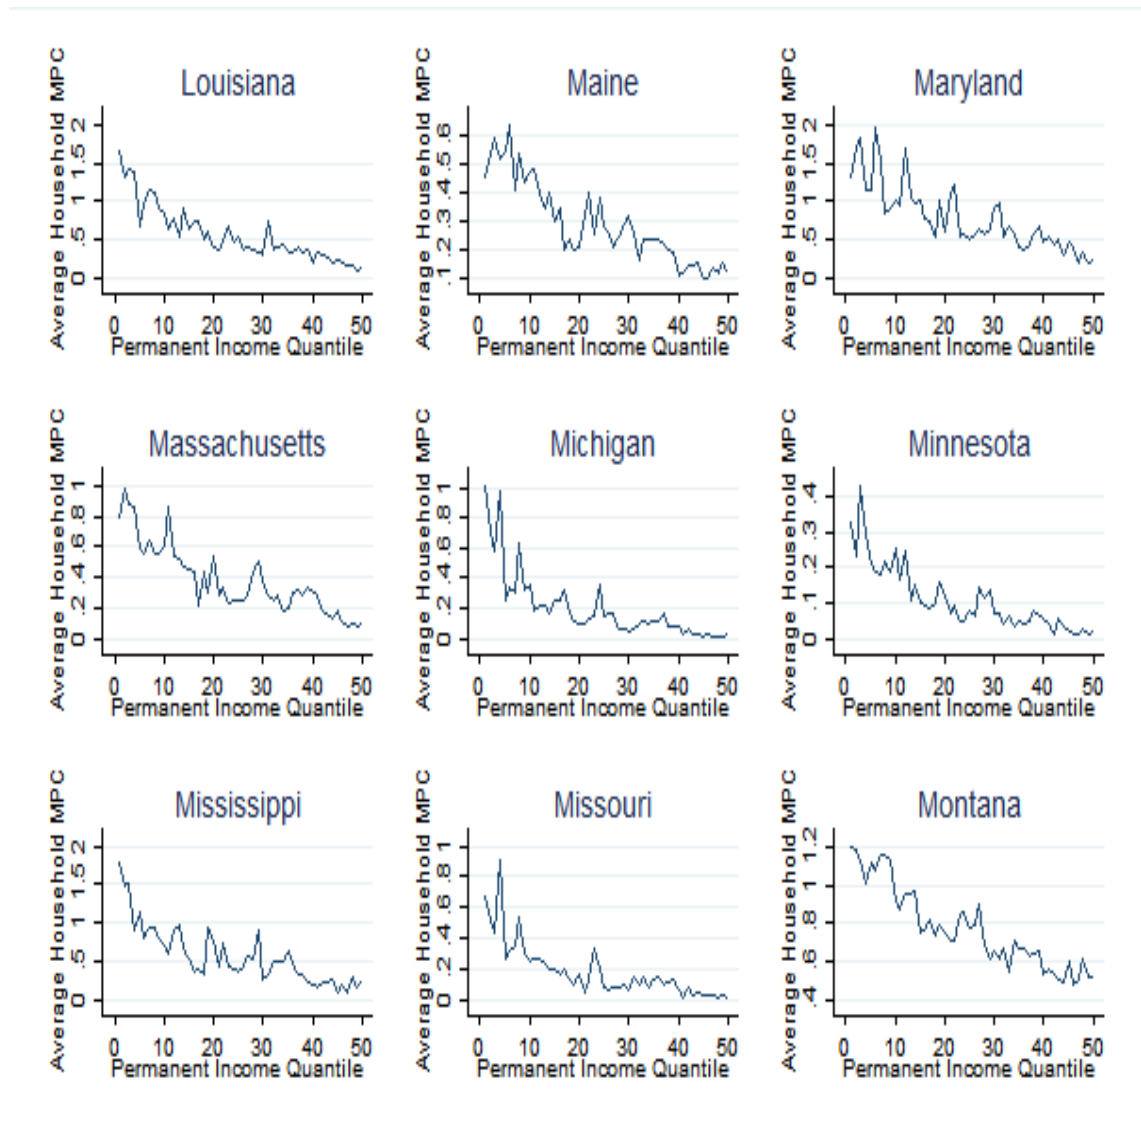 Louisiana
Average Household MPC
0 .5 1 1.5 2
0 10 20 30 40 50
Permanent Income Quantile
Maine
Average Household MPC
.1 .2 .3 .4 .5 .6
0 10 20 30 40 50
Permanent Income Quantile
Maryland
Average Household MPC
0 .5 1 1.5 2
0 10 20 30 40 50
Permanent Income Quantile
Massachusetts
Average Household MPC
0 .2 .4 .6 .8 1
0 10 20 30 40 50
Permanent Income Quantile
Michigan
Average Household MPC
0 .2 .4 .6 .8 1
0 10 20 30 40 50
Permanent Income Quantile
Minnesota
Average Household MPC
0 .1 .2 .3 .4
0 10 20 30 40 50
Permanent Income Quantile
Mississippi
Average Household MPC
0 .5 1 1.5 2
0 10 20 30 40 50
Permanent Income Quantile
Missouri
Average Household MPC
0 .2 .4 .6 .8 1
0 10 20 30 40 50
Permanent Income Quantile
Montana
Average Household MPC
.4 .6 .8 1 1.2
0 10 20 30 40 50
Permanent Income Quantile